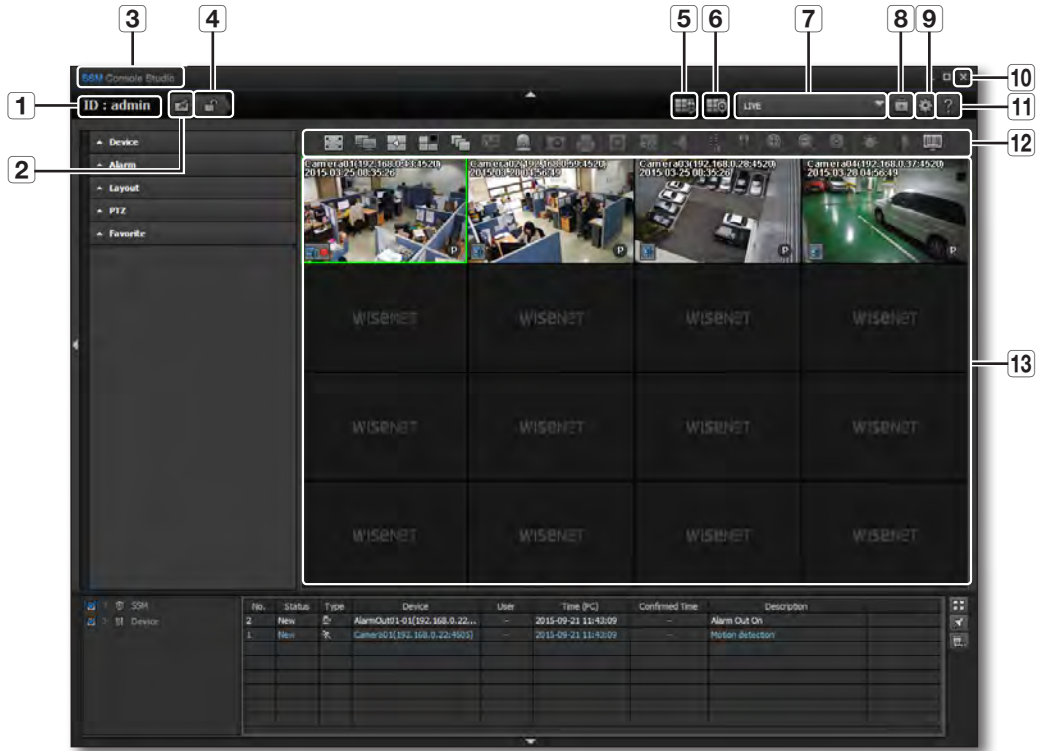 3
4
5
6
7
8
9
SSM Console Studio
10
1
ID : admin
LIVE
?
11
2
Device
Alarm
Layout
PTZ
Favorite
12
Camera01(192.168.0.43:4520)
2015-03-25 08:35:26
P
Camera02(192.168.0.59:4520)
2015-03-28 04:56:49
P
Camera03(192.168.0.28:4520)
2015-03-25 08:35:26
P
Camera04(192.168.0.37:4520)
2015-03-28 04:56:49
P
WISENET WISENET WISENET WISENET
13
WISENET WISENET WISENET WISENET
WISENET WISENET WISENET WISENET
SSM
Device
No. Status Type Device User Time (PC) Confirmed Time Description
2 New AlarmOut01-01(192.168.0.22... -- 2015-09-21 11:43:09 -- Alarm Out On
1 New Camera01(192.168.0.22:4505) -- 2015-09-21 11:43:09 -- Motion detection